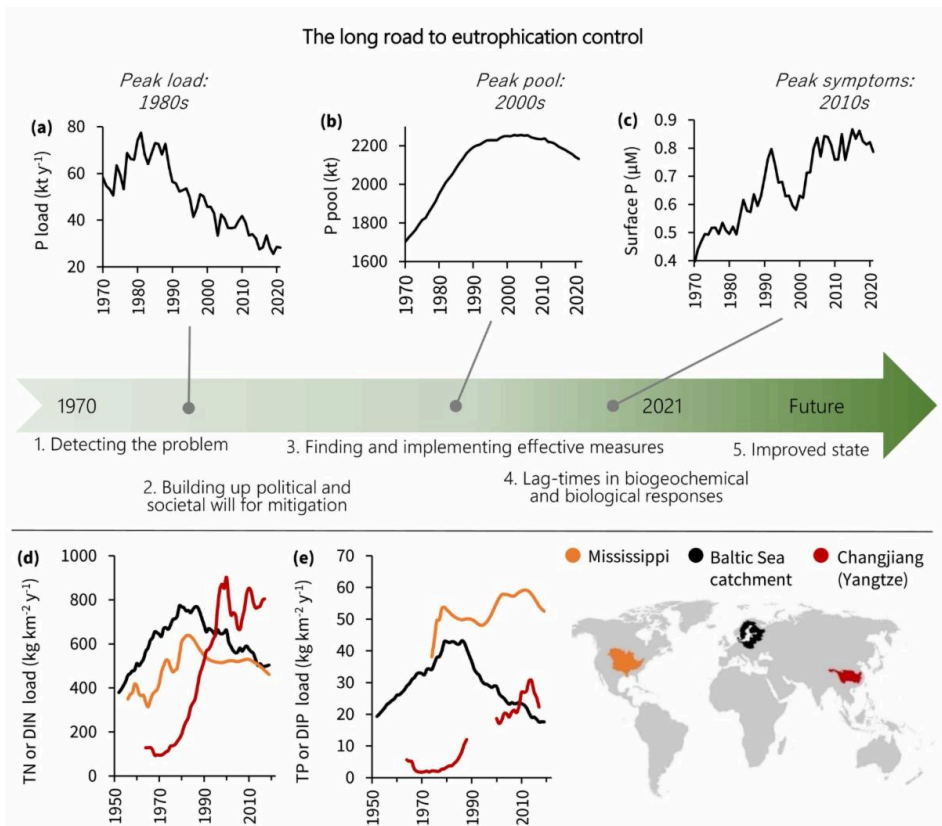 The long road to eutrophication control
Peak load:
1980s
Peak pool:
2000s
Peak symptoms:
2010s
(a)
P load (kt y⁻¹)
80
60
40
20
1970
1980
1990
2000
2010
2020
(b)
P pool (kt)
2200
2000
1800
1600
1970
1980
1990
2000
2010
2020
(c)
Surface P (µM)
0.9
0.8
0.7
0.6
0.5
0.4
1970
1980
1990
2000
2010
2020
1970
2021
Future
1. Detecting the problem
3. Finding and implementing effective measures
5. Improved state
2. Building up political and
societal will for mitigation
4. Lag-times in biogeochemical
and biological responses
(d)
TN or DIN load (kg km⁻² y⁻¹)
1000
800
600
400
200
0
1950
1970
1990
2010
(e)
TP or DIP load (kg km⁻² y⁻¹)
70
60
50
40
30
20
10
0
1950
1970
1990
2010
Mississippi
Baltic Sea
catchment
Changjiang
(Yangtze)